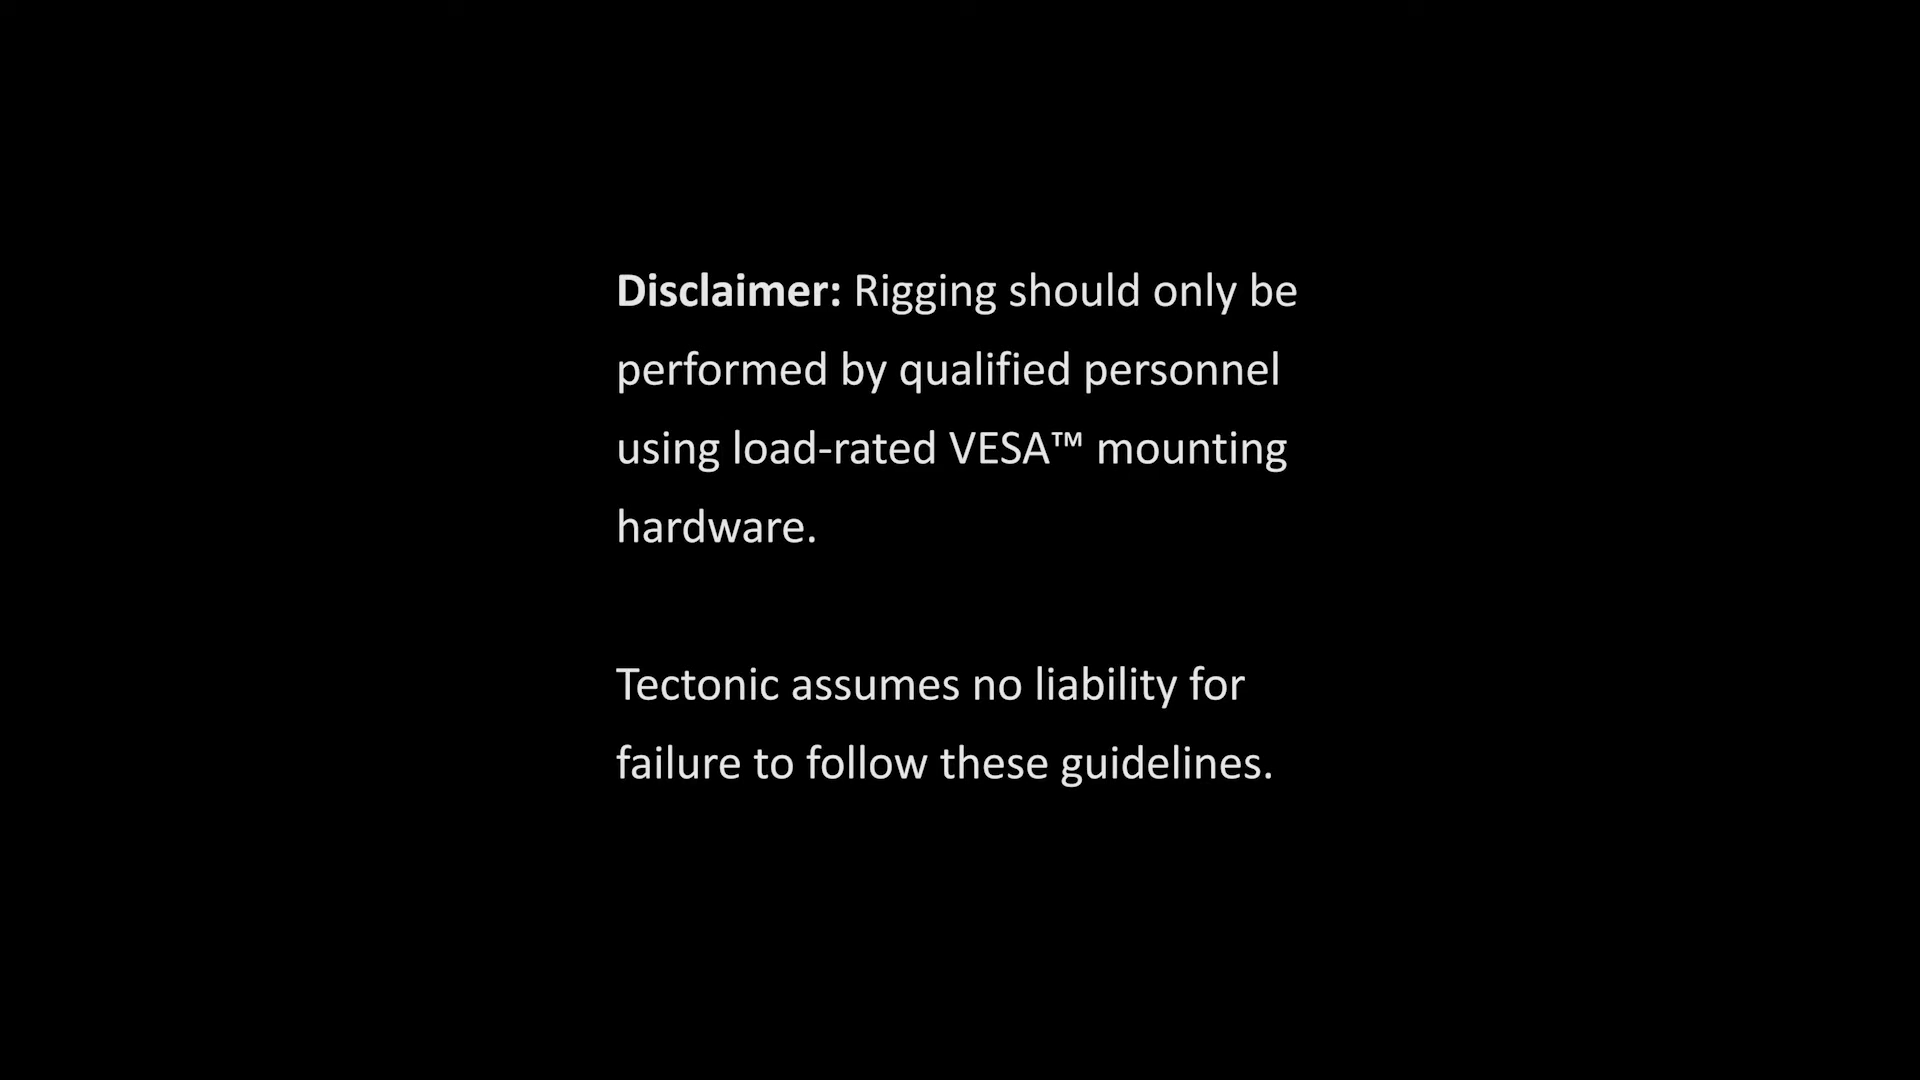 Disclaimer: Rigging should only be
performed by qualified personnel
using load-rated VESA™ mounting
hardware.
Tectonic assumes no liability for
failure to follow these guidelines.